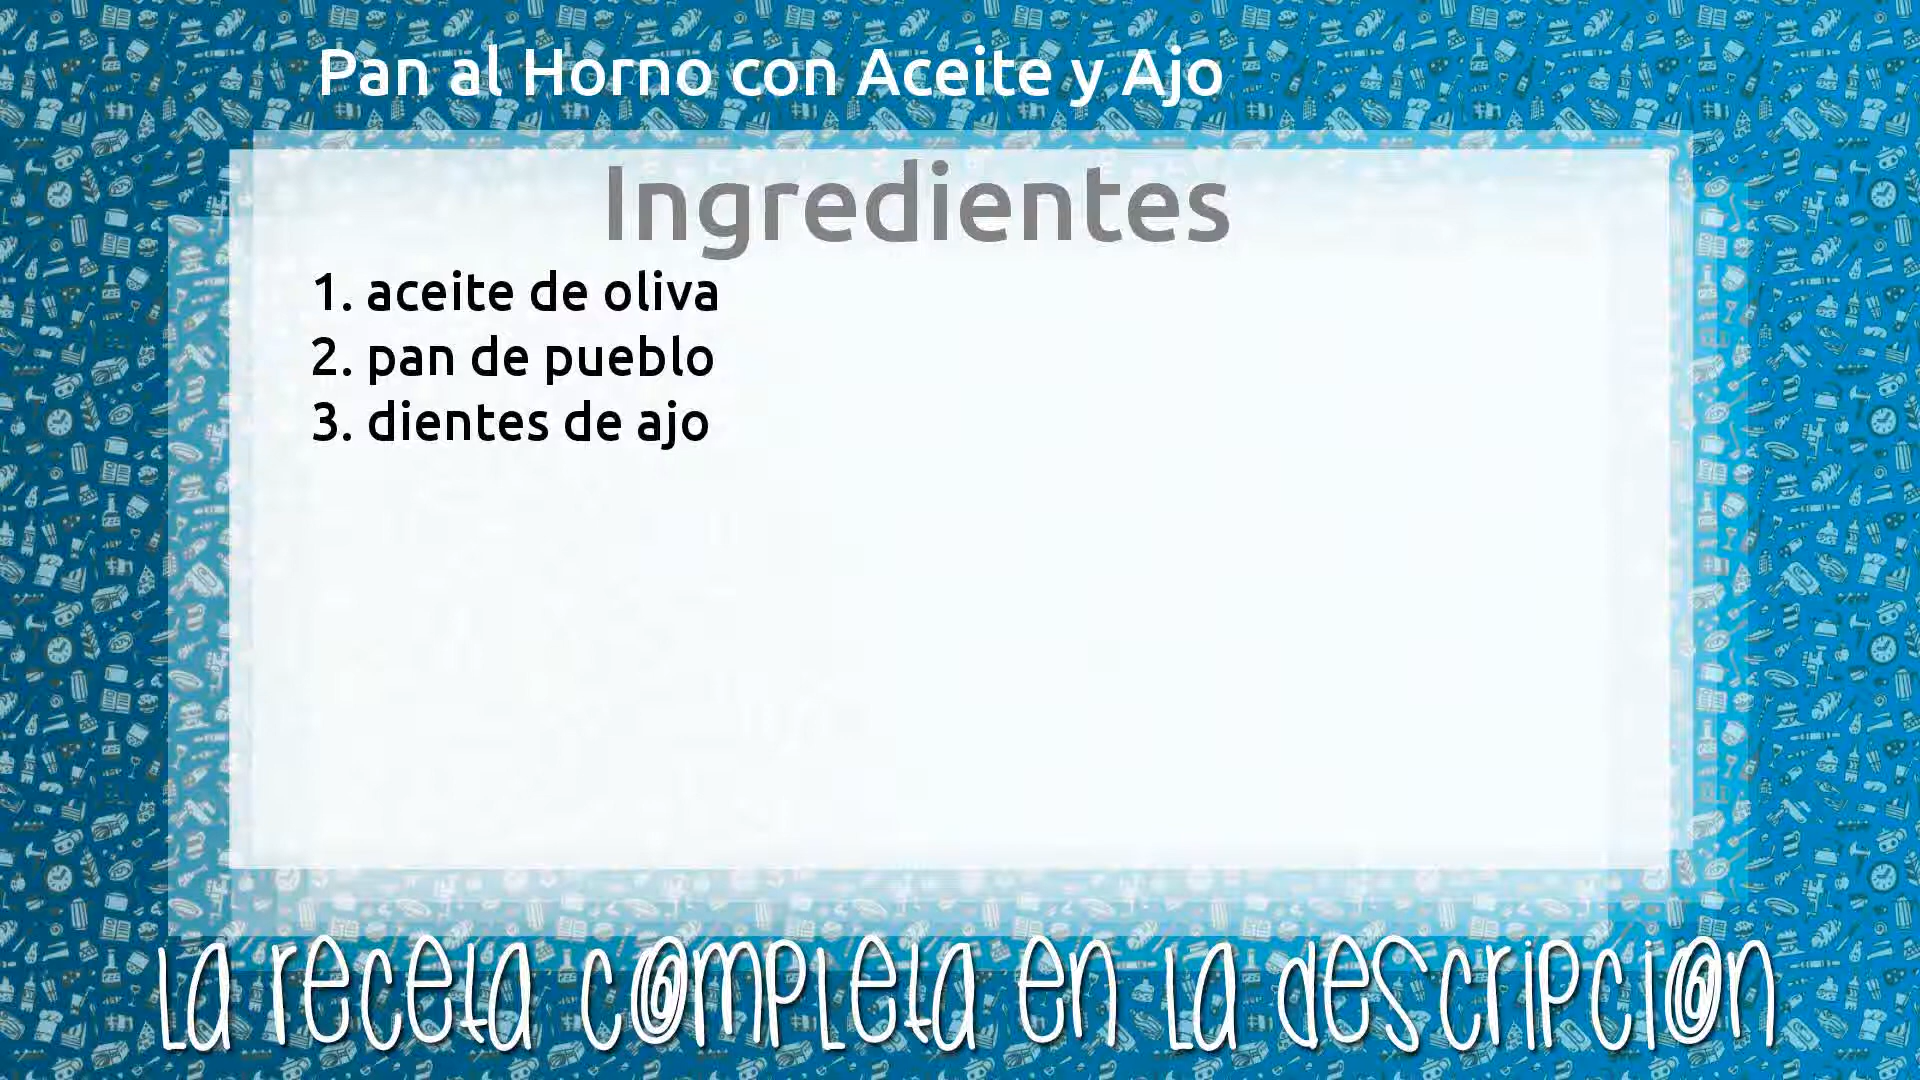 Pan al Horno con Aceite y Ajo
Ingredientes
1. aceite de oliva
2. pan de pueblo
3. dientes de ajo
La receta completa en la descripcion